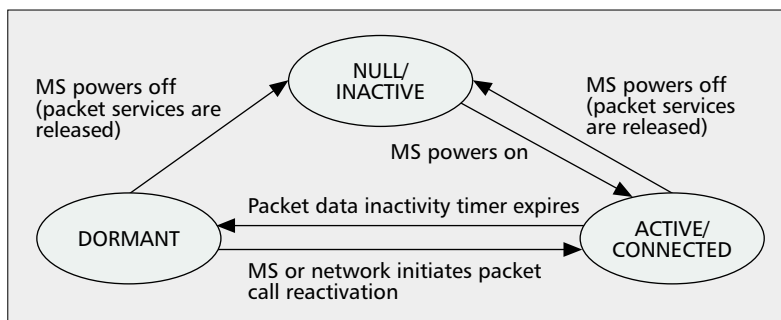 NULL/
INACTIVE
MS powers off
(packet services are
released)
MS powers off
(packet services
are released)
MS powers on
Packet data inactivity timer expires
DORMANT
ACTIVE/
CONNECTED
MS or network initiates packet
call reactivation